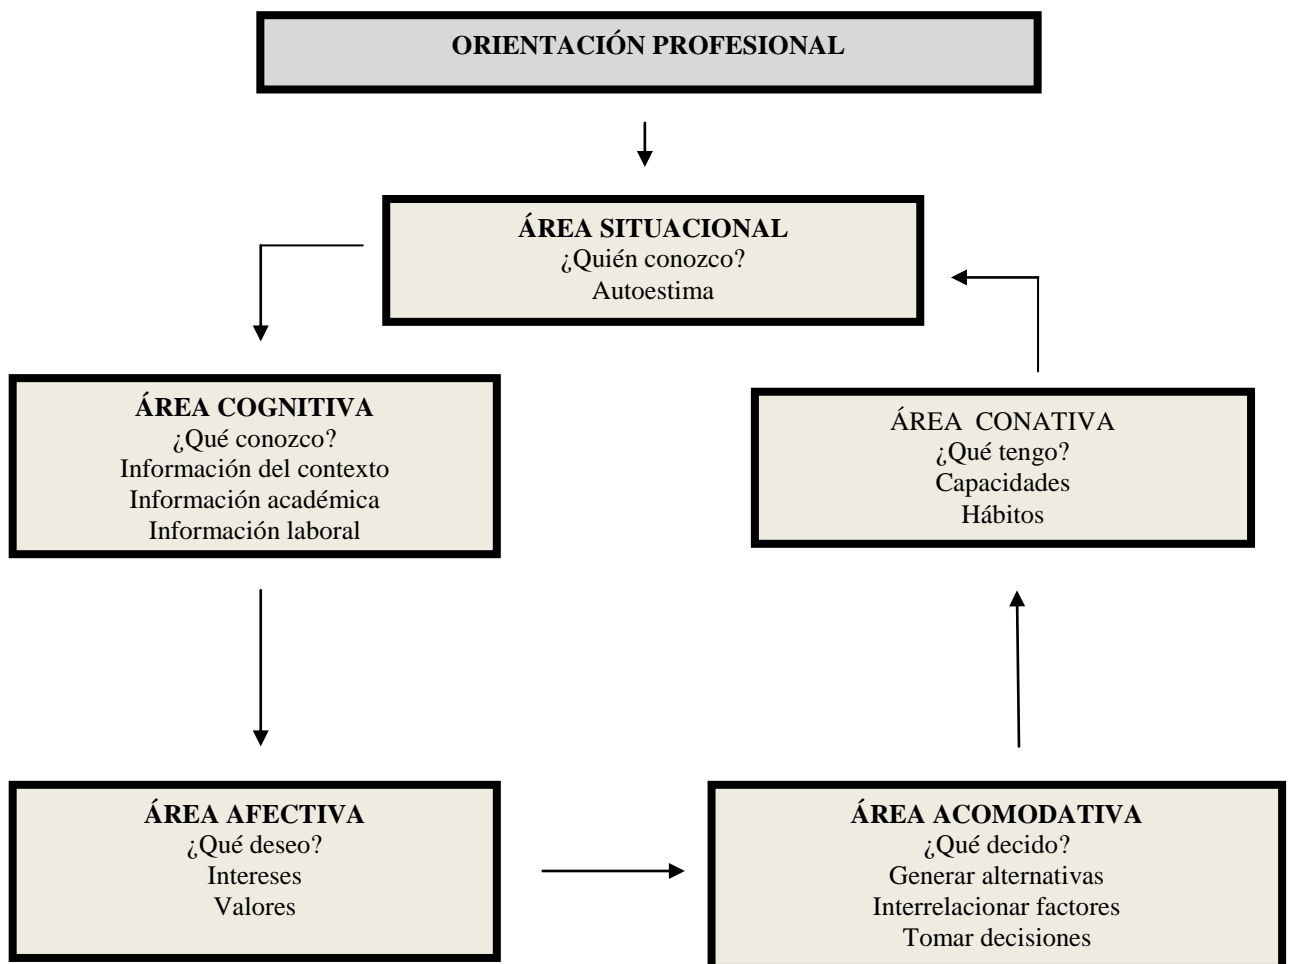 ORIENTACIÓN PROFESIONAL
ÁREA SITUACIONAL
¿Quién conozco?
Autoestima
ÁREA COGNITIVA
¿Qué conozco?
Información del contexto
Información académica
Información laboral
ÁREA CONATIVA
¿Qué tengo?
Capacidades
Hábitos
ÁREA AFECTIVA
¿Qué deseo?
Intereses
Valores
ÁREA ACOMODATIVA
¿Qué decido?
Generar alternativas
Interrelacionar factores
Tomar decisiones